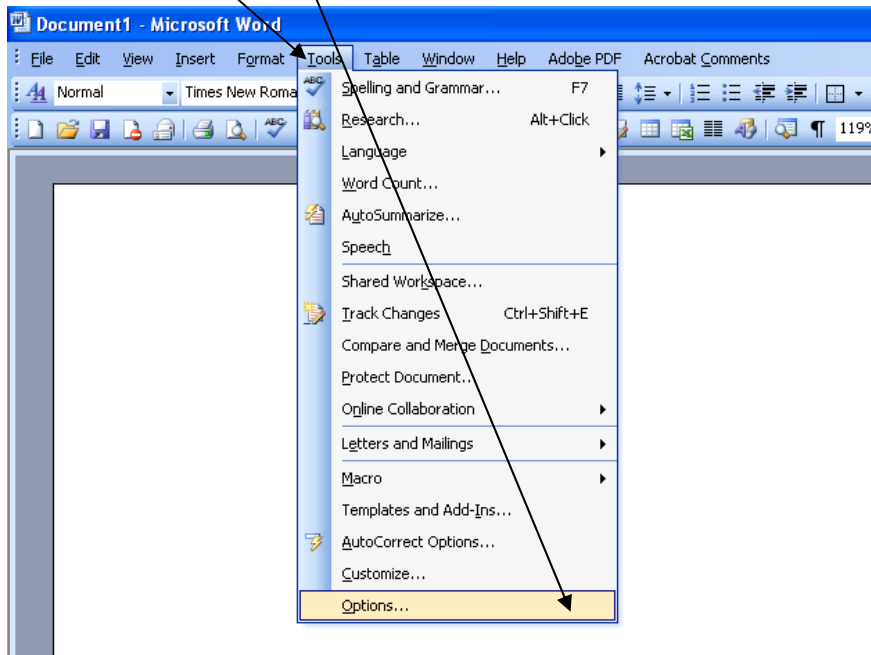 Document1 - Microsoft Word
File Edit View Insert Format Tools Table Window Help Adobe PDF Acrobat Comments
Normal Times New Roma
ABC Spelling and Grammar... F7
Research... Alt+Click
ABC 119%
Language
Word Count...
AutoSummarize...
Speech
Shared Workspace...
Track Changes Ctrl+Shift+E
Compare and Merge Documents...
Protect Document...
Online Collaboration
Letters and Mailings
Macro
Templates and Add-Ins...
AutoCorrect Options...
Customize...
Options...